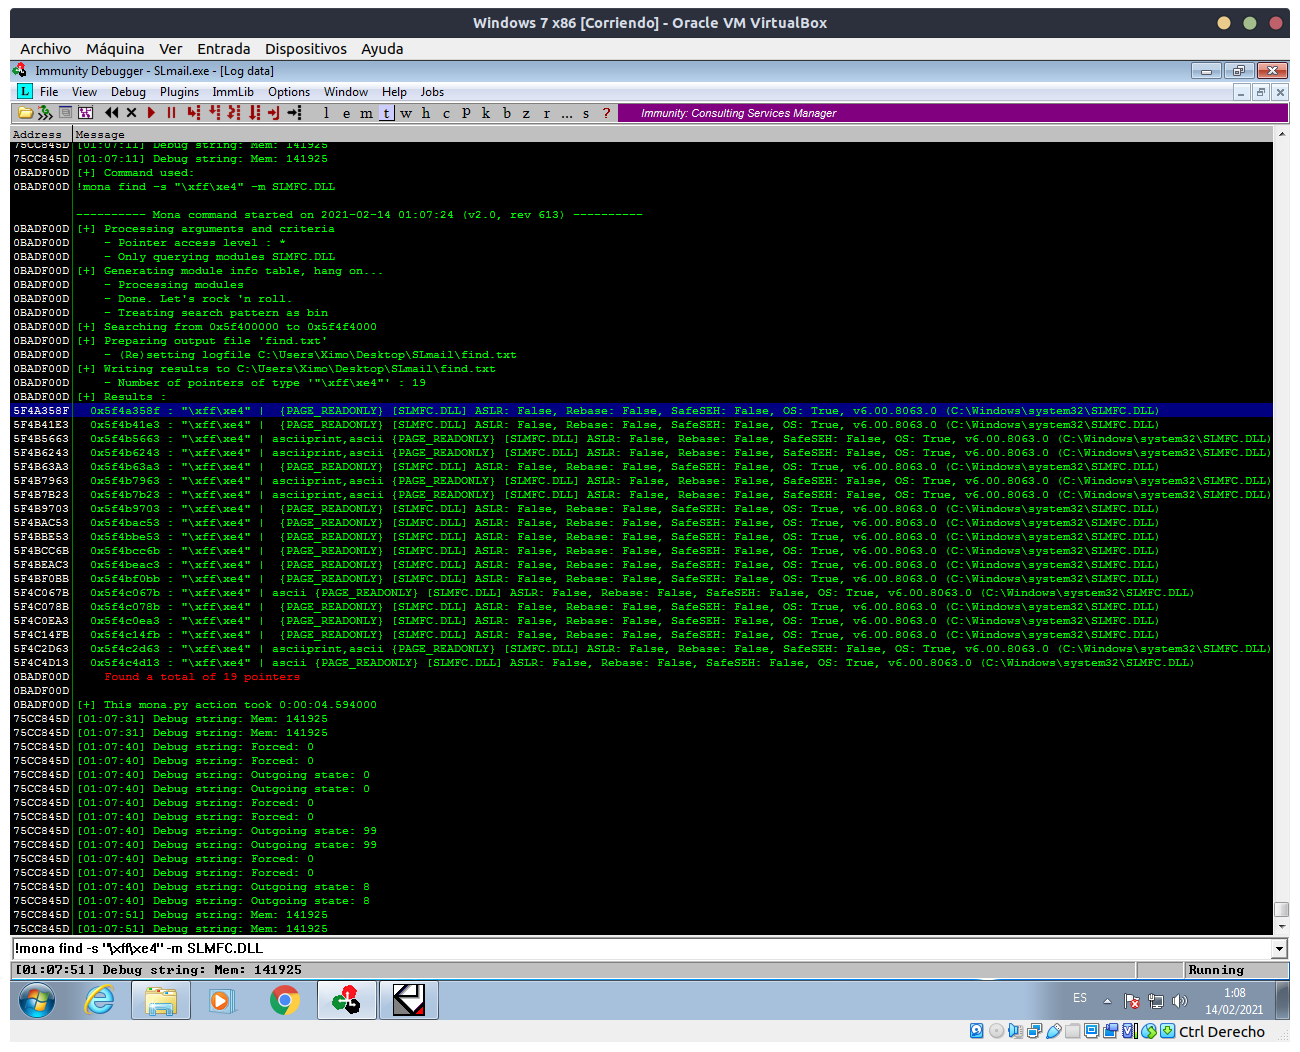 Windows 7 x86 [Corriendo] - Oracle VM VirtualBox
Archivo Máquina Ver Entrada Dispositivos Ayuda
Immunity Debugger - SLmail.exe - [Log data]
L File View Debug Plugins ImmLib Options Window Help Jobs
l e m t w h c P k b z r ... s ? Immunity: Consulting Services Manager
Address Message
75CC845D [01:07:11] Debug string: Mem: 141925
75CC845D [01:07:11] Debug string: Mem: 141925
0BADF00D [+] Command used:
0BADF00D !mona find -s "\xff\xe4" -m SLMFC.DLL
---------- Mona command started on 2021-02-14 01:07:24 (v2.0, rev 613) ----------
0BADF00D [+] Processing arguments and criteria
0BADF00D - Pointer access level : *
0BADF00D - Only querying modules SLMFC.DLL
0BADF00D [+] Generating module info table, hang on...
0BADF00D - Processing modules
0BADF00D - Done. Let's rock 'n roll.
0BADF00D - Treating search pattern as bin
0BADF00D [+] Searching from 0x5f400000 to 0x5f4f4000
0BADF00D [+] Preparing output file 'find.txt'
0BADF00D - (Re)setting logfile C:\Users\Ximo\Desktop\SLmail\find.txt
0BADF00D [+] Writing results to C:\Users\Ximo\Desktop\SLmail\find.txt
0BADF00D - Number of pointers of type '"\xff\xe4"' : 19
0BADF00D [+] Results :
5F4A358F 0x5f4a358f : "\xff\xe4" | {PAGE_READONLY} [SLMFC.DLL] ASLR: False, Rebase: False, SafeSEH: False, OS: True, v6.00.8063.0 (C:\Windows\system32\SLMFC.DLL)
5F4B41E3 0x5f4b41e3 : "\xff\xe4" | {PAGE_READONLY} [SLMFC.DLL] ASLR: False, Rebase: False, SafeSEH: False, OS: True, v6.00.8063.0 (C:\Windows\system32\SLMFC.DLL)
5F4B5663 0x5f4b5663 : "\xff\xe4" | asciiprint,ascii {PAGE_READONLY} [SLMFC.DLL] ASLR: False, Rebase: False, SafeSEH: False, OS: True, v6.00.8063.0 (C:\Windows\system32\SLMFC.DLL)
5F4B6243 0x5f4b6243 : "\xff\xe4" | asciiprint,ascii {PAGE_READONLY} [SLMFC.DLL] ASLR: False, Rebase: False, SafeSEH: False, OS: True, v6.00.8063.0 (C:\Windows\system32\SLMFC.DLL)
5F4B63A3 0x5f4b63a3 : "\xff\xe4" | {PAGE_READONLY} [SLMFC.DLL] ASLR: False, Rebase: False, SafeSEH: False, OS: True, v6.00.8063.0 (C:\Windows\system32\SLMFC.DLL)
5F4B7963 0x5f4b7963 : "\xff\xe4" | asciiprint,ascii {PAGE_READONLY} [SLMFC.DLL] ASLR: False, Rebase: False, SafeSEH: False, OS: True, v6.00.8063.0 (C:\Windows\system32\SLMFC.DLL)
5F4B7B23 0x5f4b7b23 : "\xff\xe4" | asciiprint,ascii {PAGE_READONLY} [SLMFC.DLL] ASLR: False, Rebase: False, SafeSEH: False, OS: True, v6.00.8063.0 (C:\Windows\system32\SLMFC.DLL)
5F4B9703 0x5f4b9703 : "\xff\xe4" | {PAGE_READONLY} [SLMFC.DLL] ASLR: False, Rebase: False, SafeSEH: False, OS: True, v6.00.8063.0 (C:\Windows\system32\SLMFC.DLL)
5F4BAC53 0x5f4bac53 : "\xff\xe4" | {PAGE_READONLY} [SLMFC.DLL] ASLR: False, Rebase: False, SafeSEH: False, OS: True, v6.00.8063.0 (C:\Windows\system32\SLMFC.DLL)
5F4BBE53 0x5f4bbe53 : "\xff\xe4" | {PAGE_READONLY} [SLMFC.DLL] ASLR: False, Rebase: False, SafeSEH: False, OS: True, v6.00.8063.0 (C:\Windows\system32\SLMFC.DLL)
5F4BCC6B 0x5f4bcc6b : "\xff\xe4" | {PAGE_READONLY} [SLMFC.DLL] ASLR: False, Rebase: False, SafeSEH: False, OS: True, v6.00.8063.0 (C:\Windows\system32\SLMFC.DLL)
5F4BEAC3 0x5f4beac3 : "\xff\xe4" | {PAGE_READONLY} [SLMFC.DLL] ASLR: False, Rebase: False, SafeSEH: False, OS: True, v6.00.8063.0 (C:\Windows\system32\SLMFC.DLL)
5F4BF0BB 0x5f4bf0bb : "\xff\xe4" | {PAGE_READONLY} [SLMFC.DLL] ASLR: False, Rebase: False, SafeSEH: False, OS: True, v6.00.8063.0 (C:\Windows\system32\SLMFC.DLL)
5F4C067B 0x5f4c067b : "\xff\xe4" | ascii {PAGE_READONLY} [SLMFC.DLL] ASLR: False, Rebase: False, SafeSEH: False, OS: True, v6.00.8063.0 (C:\Windows\system32\SLMFC.DLL)
5F4C078B 0x5f4c078b : "\xff\xe4" | {PAGE_READONLY} [SLMFC.DLL] ASLR: False, Rebase: False, SafeSEH: False, OS: True, v6.00.8063.0 (C:\Windows\system32\SLMFC.DLL)
5F4C0EA3 0x5f4c0ea3 : "\xff\xe4" | {PAGE_READONLY} [SLMFC.DLL] ASLR: False, Rebase: False, SafeSEH: False, OS: True, v6.00.8063.0 (C:\Windows\system32\SLMFC.DLL)
5F4C14FB 0x5f4c14fb : "\xff\xe4" | {PAGE_READONLY} [SLMFC.DLL] ASLR: False, Rebase: False, SafeSEH: False, OS: True, v6.00.8063.0 (C:\Windows\system32\SLMFC.DLL)
5F4C2D63 0x5f4c2d63 : "\xff\xe4" | asciiprint,ascii {PAGE_READONLY} [SLMFC.DLL] ASLR: False, Rebase: False, SafeSEH: False, OS: True, v6.00.8063.0 (C:\Windows\system32\SLMFC.DLL)
5F4C4D13 0x5f4c4d13 : "\xff\xe4" | ascii {PAGE_READONLY} [SLMFC.DLL] ASLR: False, Rebase: False, SafeSEH: False, OS: True, v6.00.8063.0 (C:\Windows\system32\SLMFC.DLL)
0BADF00D Found a total of 19 pointers
0BADF00D
0BADF00D [+] This mona.py action took 0:00:04.594000
75CC845D [01:07:31] Debug string: Mem: 141925
75CC845D [01:07:31] Debug string: Mem: 141925
75CC845D [01:07:40] Debug string: Forced: 0
75CC845D [01:07:40] Debug string: Forced: 0
75CC845D [01:07:40] Debug string: Outgoing state: 0
75CC845D [01:07:40] Debug string: Outgoing state: 0
75CC845D [01:07:40] Debug string: Forced: 0
75CC845D [01:07:40] Debug string: Forced: 0
75CC845D [01:07:40] Debug string: Outgoing state: 99
75CC845D [01:07:40] Debug string: Outgoing state: 99
75CC845D [01:07:40] Debug string: Forced: 0
75CC845D [01:07:40] Debug string: Forced: 0
75CC845D [01:07:40] Debug string: Outgoing state: 8
75CC845D [01:07:40] Debug string: Outgoing state: 8
75CC845D [01:07:51] Debug string: Mem: 141925
75CC845D [01:07:51] Debug string: Mem: 141925
!mona find -s "\xff\xe4" -m SLMFC.DLL
[01:07:51] Debug string: Mem: 141925 Running
ES 1:08
14/02/2021
Ctrl Derecho